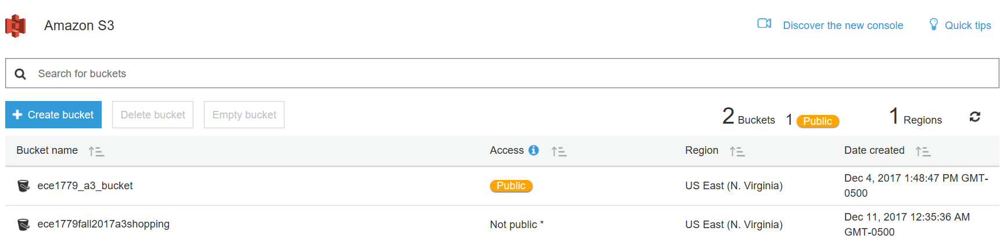 Amazon S3
Discover the new console
Quick tips
Search for buckets
Create bucket
Delete bucket
Empty bucket
2 Buckets
1 Public
1 Regions
Bucket name
Access
Region
Date created
ece1779_a3_bucket
Public
US East (N. Virginia)
Dec 4, 2017 1:48:47 PM GMT-
0500
ece1779fall2017a3shopping
Not public *
US East (N. Virginia)
Dec 11, 2017 12:35:36 AM
GMT-0500